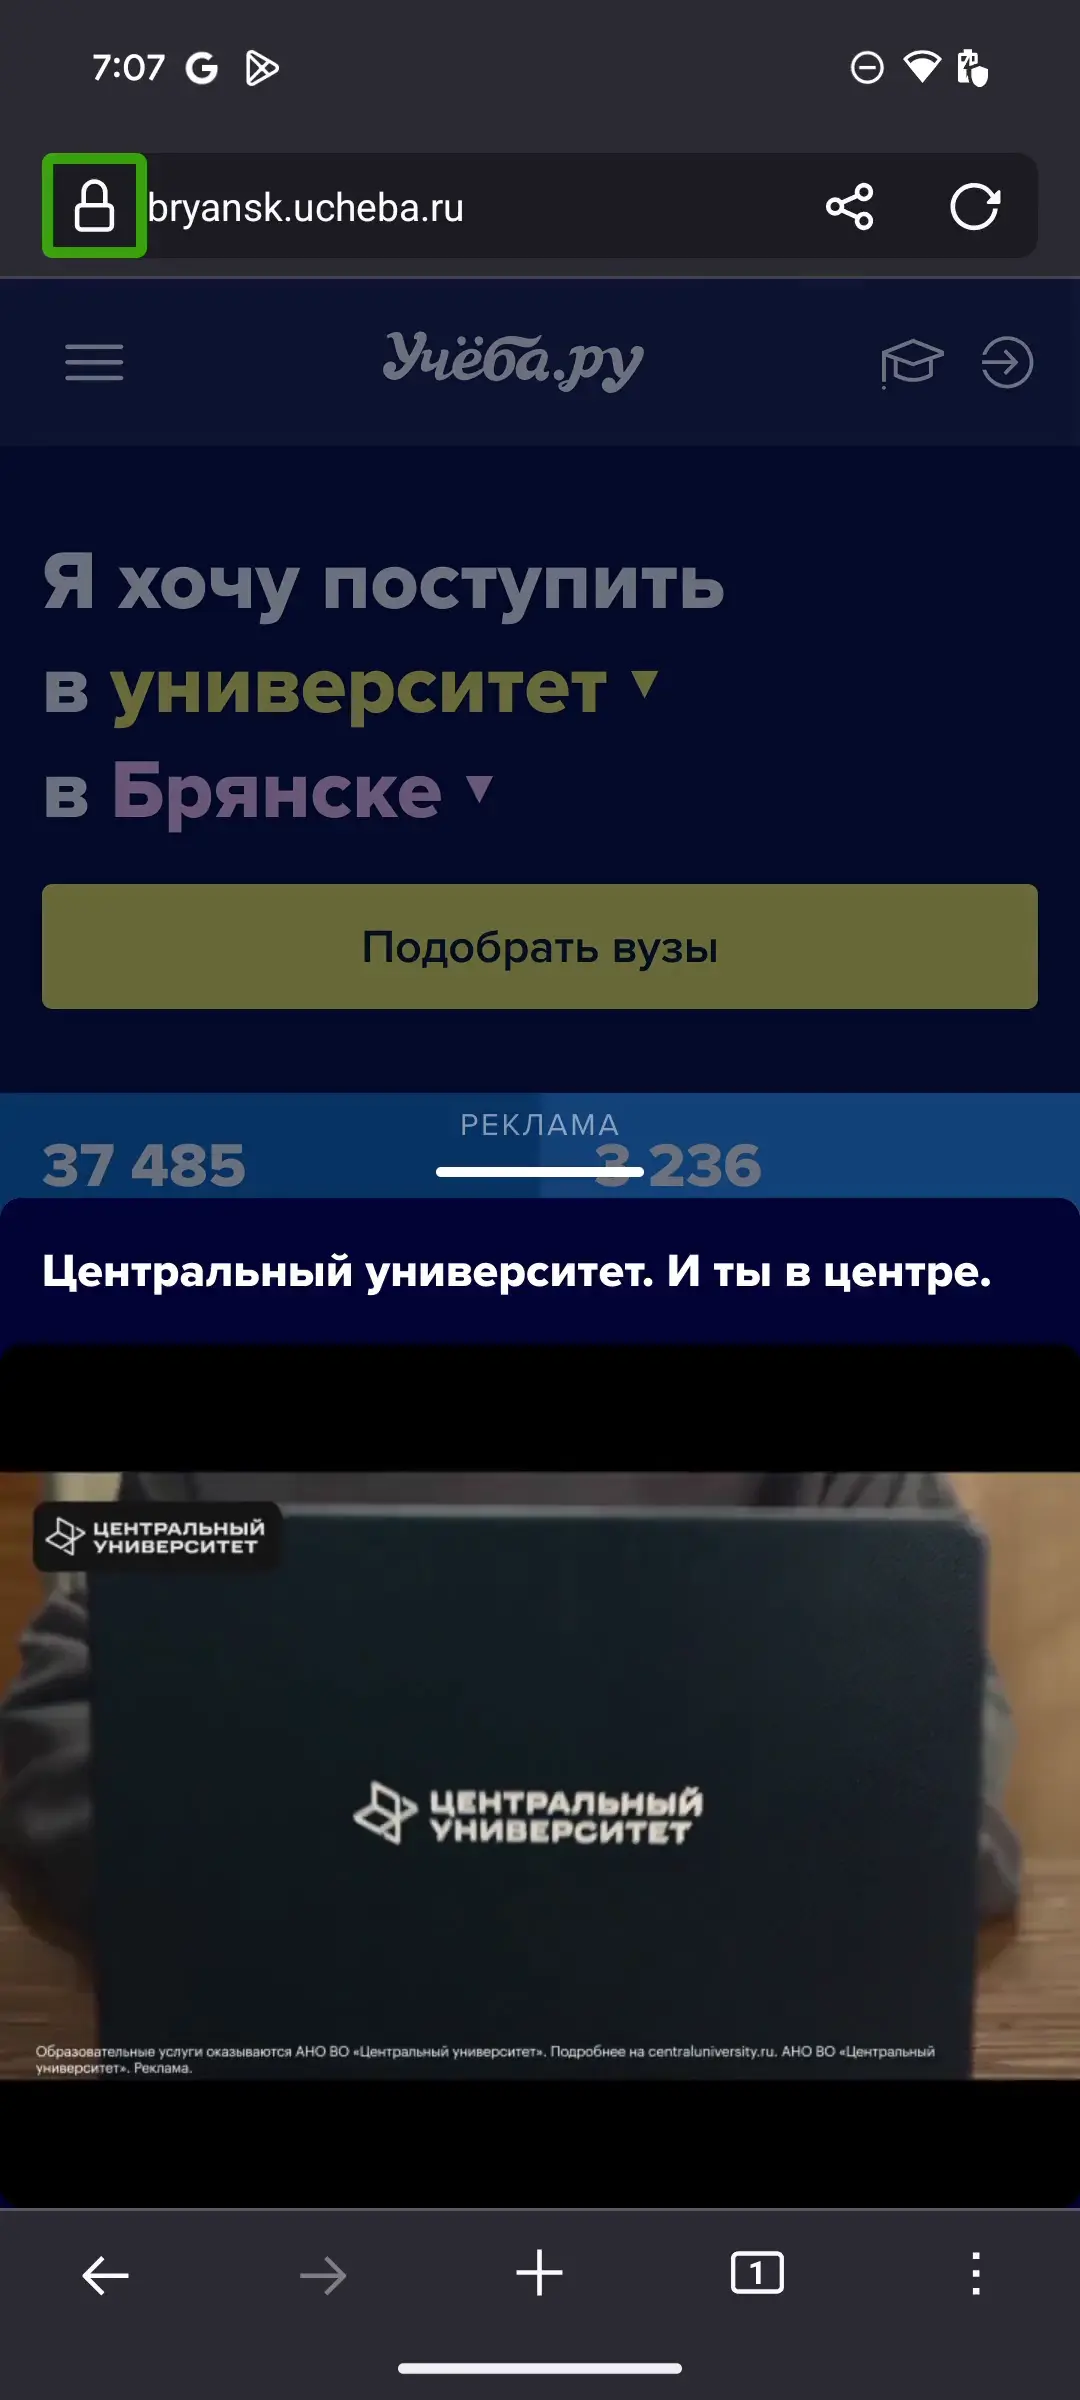 7:07
bryansk.ucheba.ru
Учёба.ру
Я хочу поступить
в университет
в Брянске
Подобрать вузы
РЕКЛАМА
37 485
3 236
Центральный университет. И ты в центре.
ЦЕНТРАЛЬНЫЙ
УНИВЕРСИТЕТ
ЦЕНТРАЛЬНЫЙ
УНИВЕРСИТЕТ
Образовательные услуги оказываются АНО ВО «Центральный университет». Подробнее на centraluniversity.ru. АНО ВО «Центральный
университет». Реклама.
1